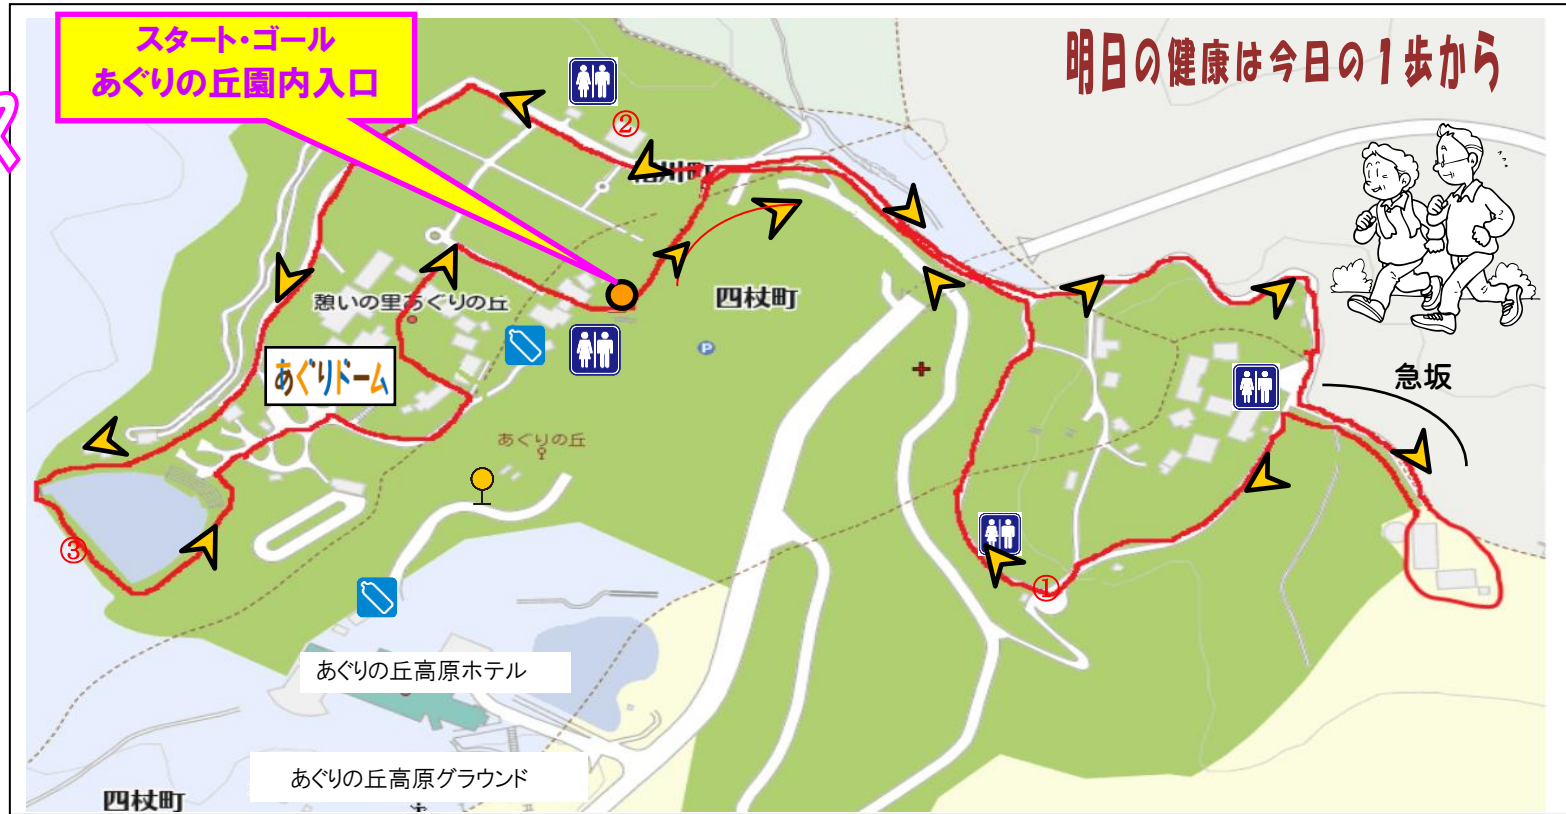 スタート・ゴール
あぐりの丘園内入口
明日の健康は今日の1歩から
②
四杖町
憩いの里あぐりの丘
あぐりドーム
P
急坂
あぐりの丘
③
①
あぐりの丘高原ホテル
あぐりの丘高原グラウンド
四杖町